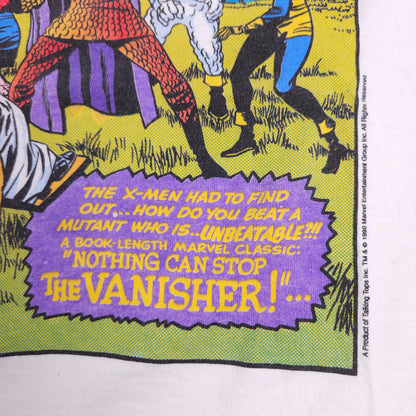 THE X-MEN HAD TO FIND
OUT... HOW DO YOU BEAT A
MUTANT WHO IS...UNBEATABLE?!!
A BOOK-LENGTH MARVEL CLASSIC:
"NOTHING CAN STOP
THE VANISHER!"...
A Product of Talking Tops Inc. TM & © 1990 Marvel Entertainment Group Inc. All Rights Reserved